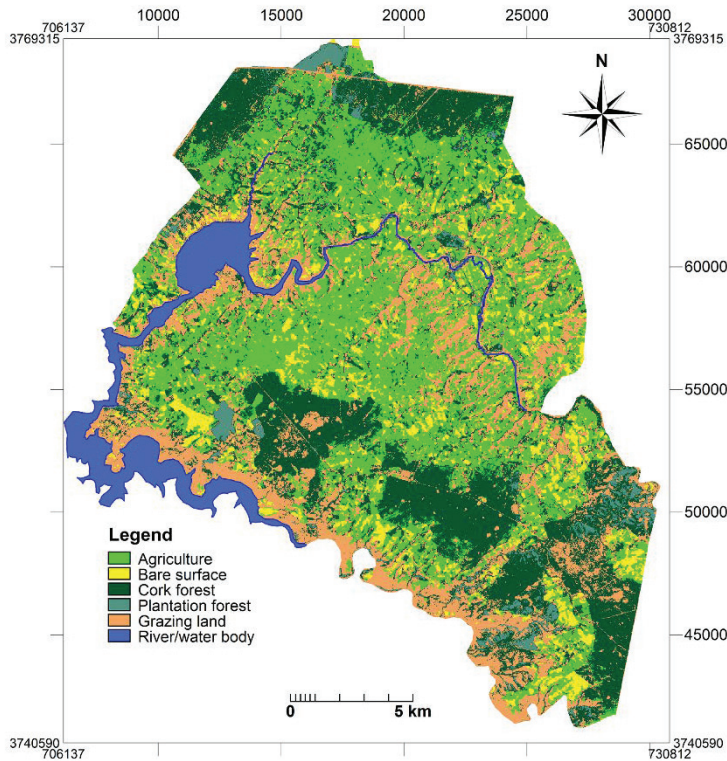 10000 15000 20000 25000 30000
706137 730812
3769315 3769315
N
65000
60000
55000
50000
45000
Legend
Agriculture
Bare surface
Cork forest
Plantation forest
Grazing land
River/water body
0 5 km
3740590 3740590
706137 730812